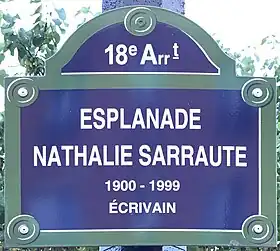 18e Arrt
ESPLANADE
NATHALIE SARRAUTE
1900 - 1999
ÉCRIVAIN